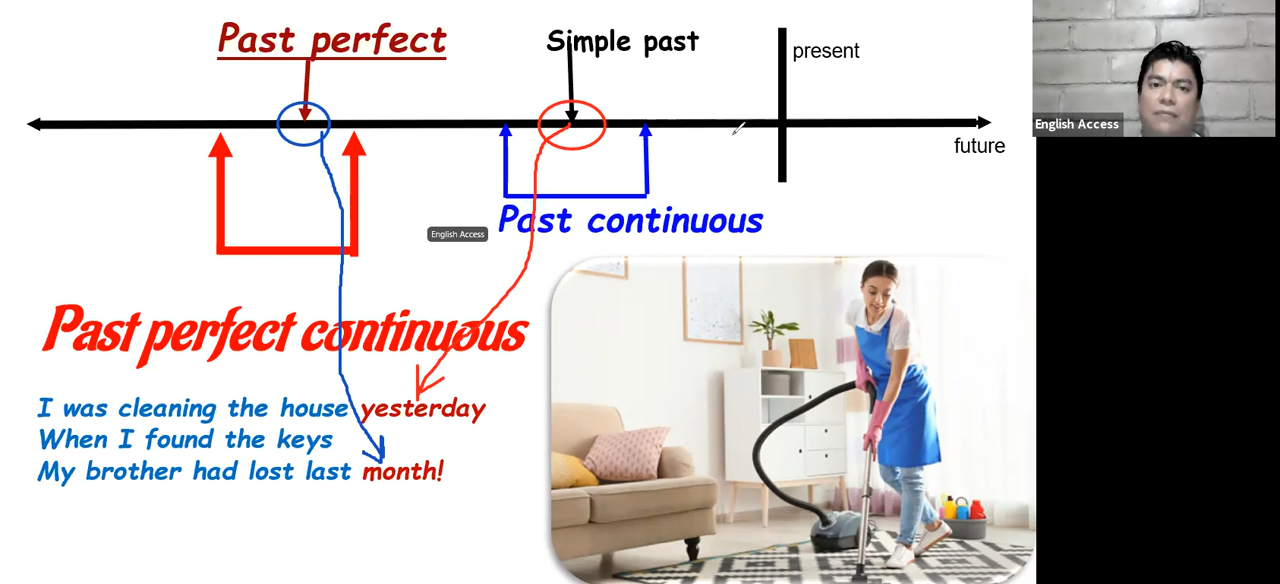 Past perfect
Simple past
present
English Access
future
Past continuous
English Access
Past perfect continuous
I was cleaning the house yesterday
When I found the keys
My brother had lost last month!